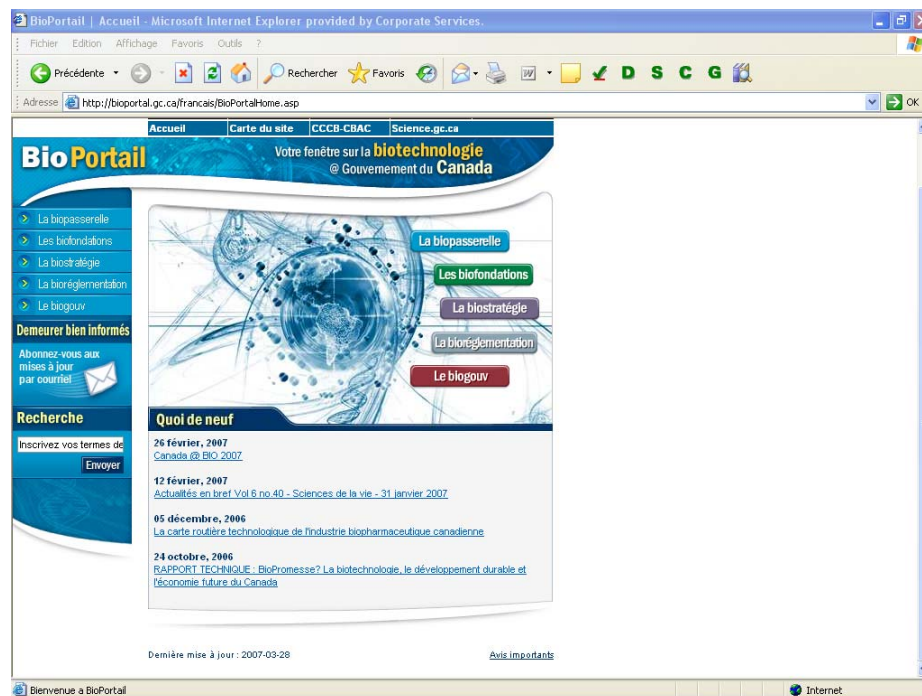 BioPortail | Accueil - Microsoft Internet Explorer provided by Corporate Services.
Fichier Edition Affichage Favoris Outils ?
Précédente Rechercher Favoris D S C G
Adresse http://bioportal.gc.ca/francais/BioPortalHome.asp OK
Accueil Carte du site CCCB-CBAC Science.gc.ca
BioPortail
Votre fenêtre sur la biotechnologie
@ Gouvernement du Canada
La biopasserelle
Les biofondations
La biostratégie
La bioréglementation
Le biogouv
Demeurer bien informés
Abonnez-vous aux
mises à jour
par courriel
Recherche
Inscrivez vos termes de
Envoyer
La biopasserelle
Les biofondations
La biostratégie
La bioréglementation
Le biogouv
Quoi de neuf
26 février, 2007
Canada @ BIO 2007
12 février, 2007
Actualités en bref Vol.6 no.40 - Sciences de la vie - 31 janvier 2007
05 décembre, 2006
La carte routière technologique de l'industrie biopharmaceutique canadienne
24 octobre, 2006
RAPPORT TECHNIQUE : BioPromesse? La biotechnologie, le développement durable et
l'économie future du Canada
Dernière mise à jour : 2007-03-28 Avis importants
Bienvenue a BioPortail Internet